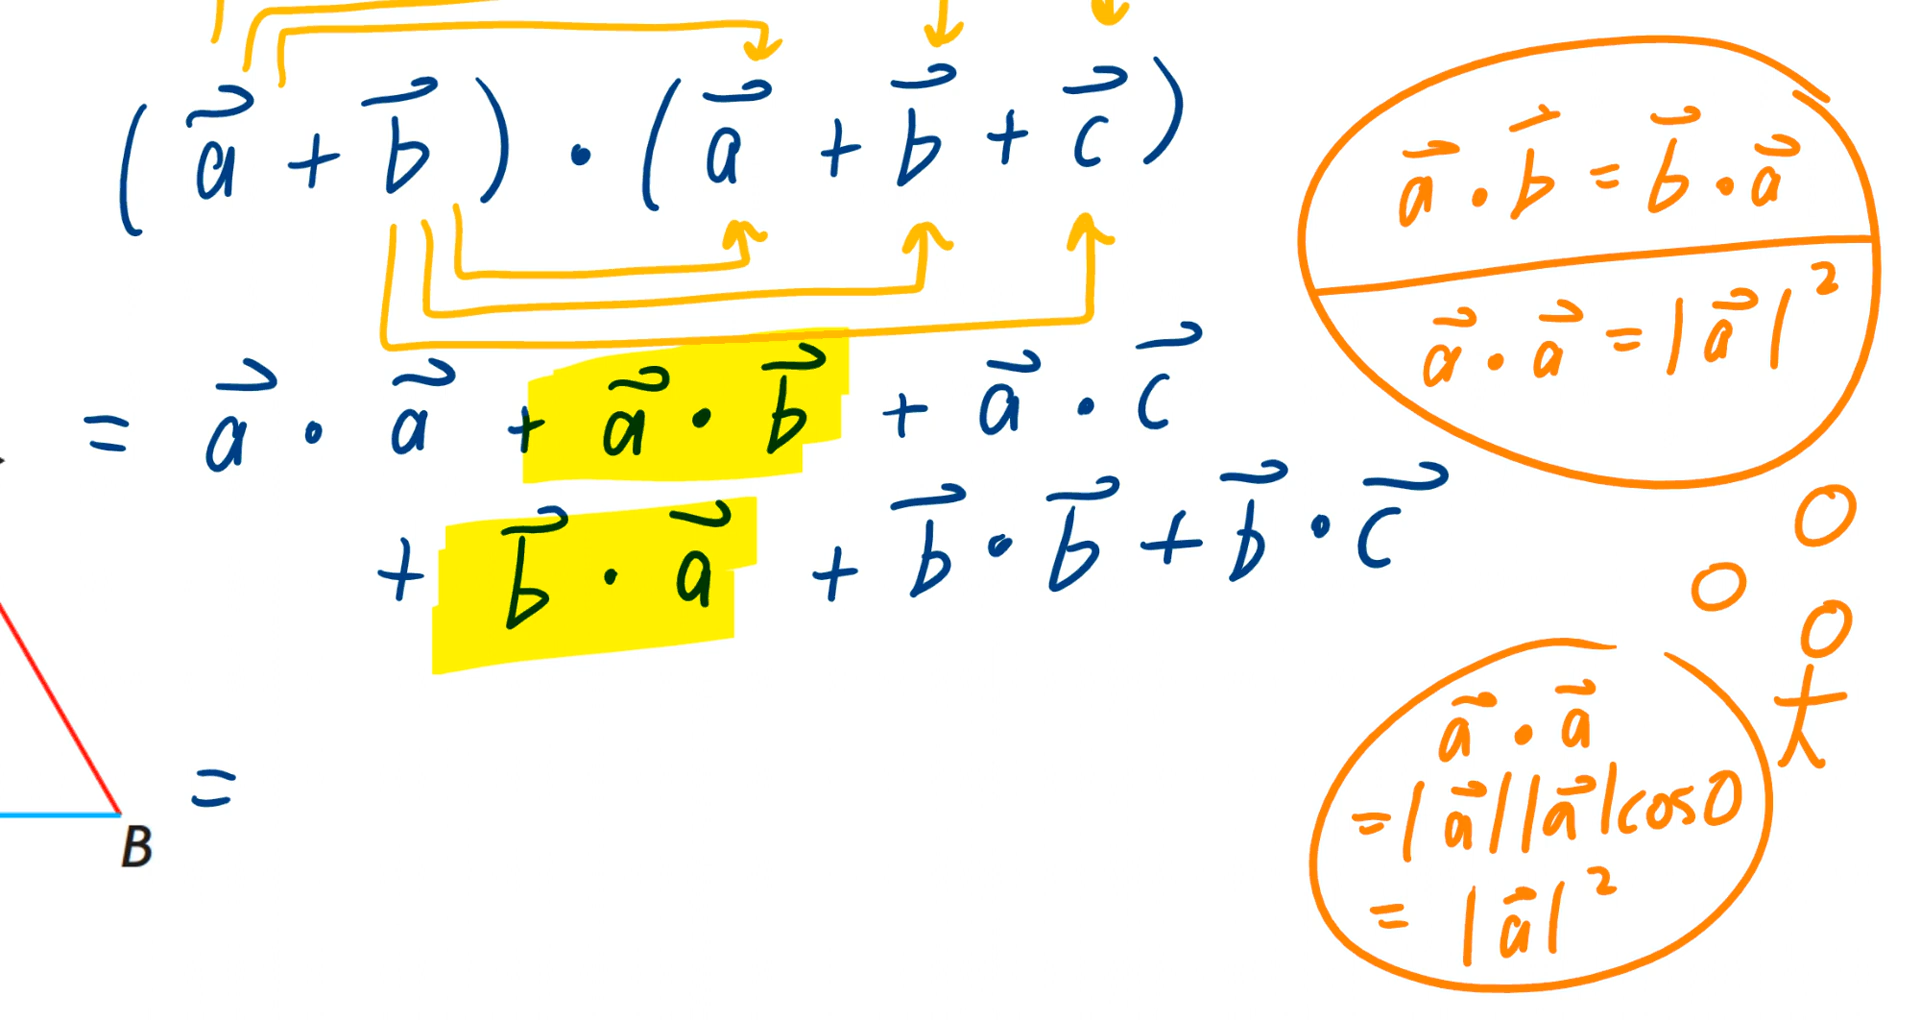 (a⃗ + b⃗) · (a⃗ + b⃗ + c⃗)
= a⃗ · a⃗ + a⃗ · b⃗ + a⃗ · c⃗
+ b⃗ · a⃗ + b⃗ · b⃗ + b⃗ · c⃗
=
B
a⃗ · b⃗ = b⃗ · a⃗
a⃗ · a⃗ = |a⃗|²
a⃗ · a⃗
= |a⃗||a⃗|cos0
= |a⃗|²